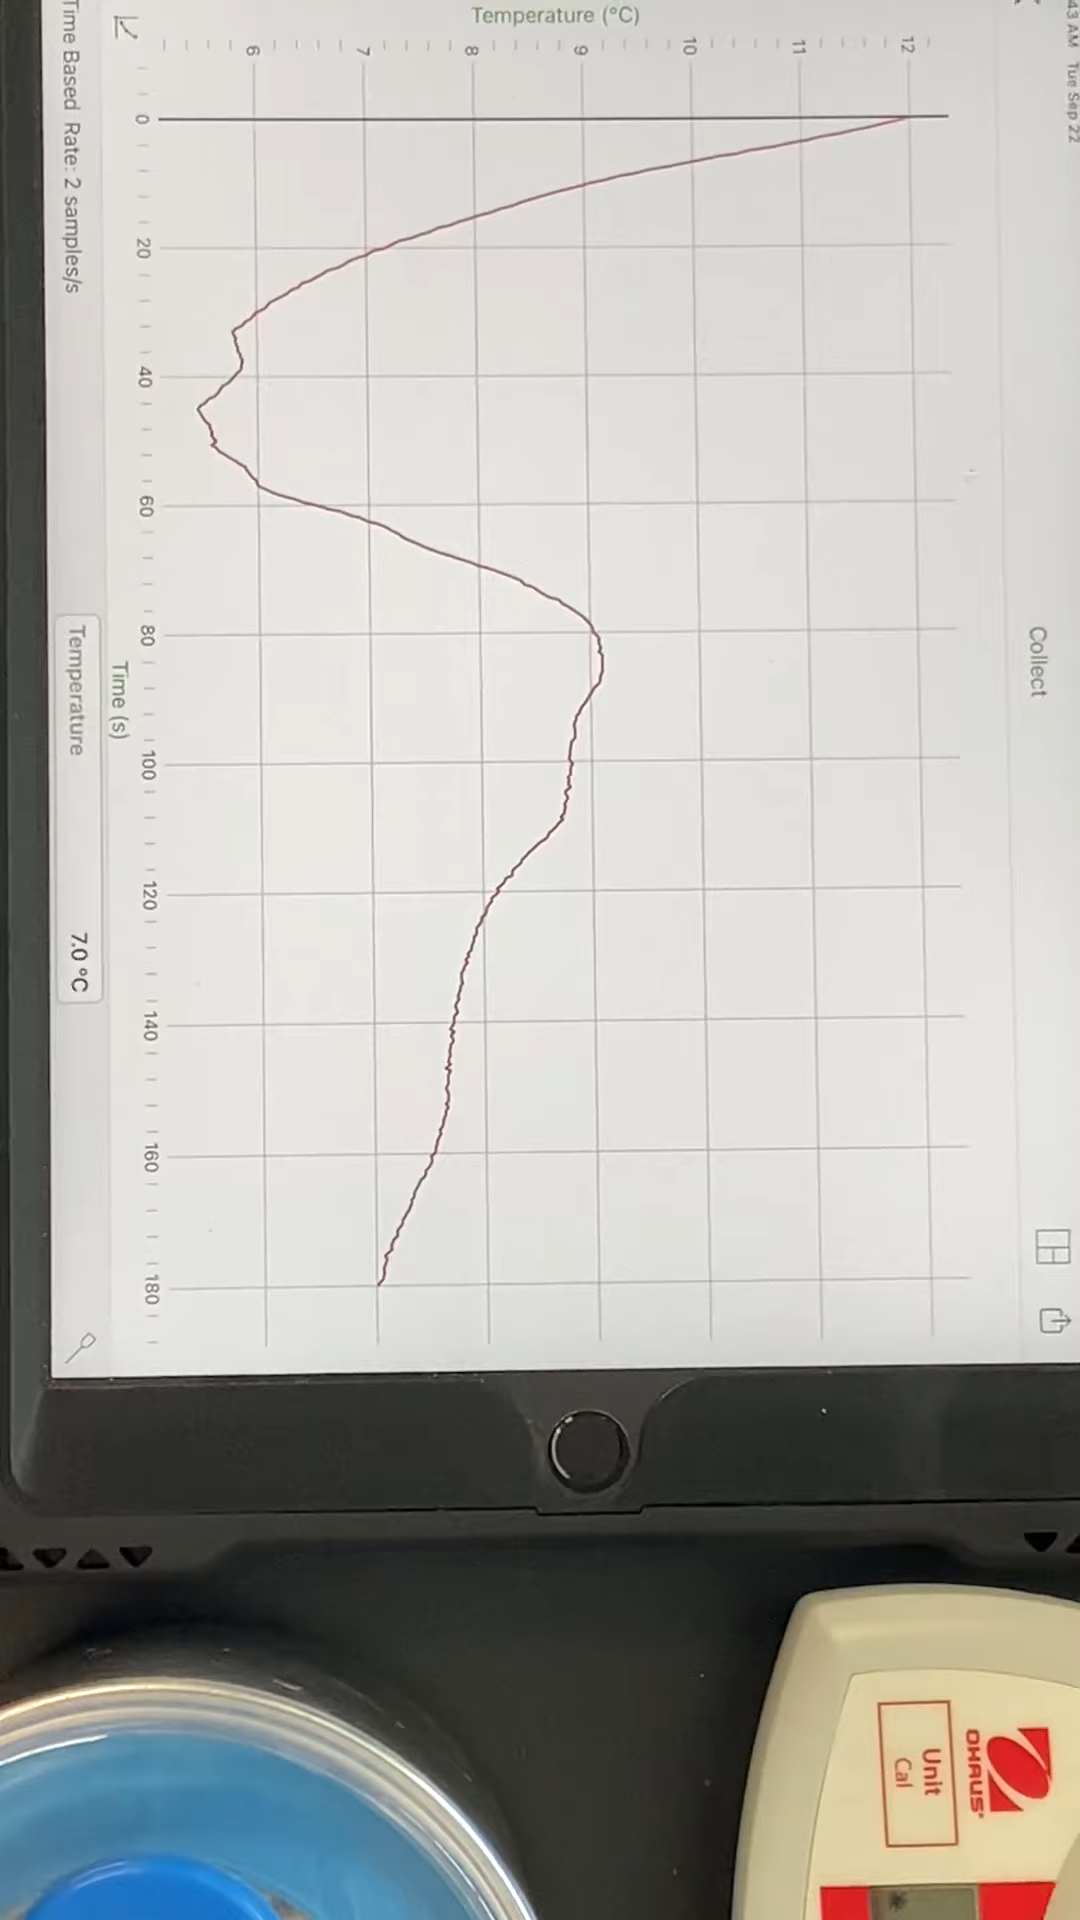 43 AM Tue Sep 22
Collect
Temperature (°C)
12
11
10
9
8
7
6
0
20
40
60
80
100
120
140
160
180
Time (s)
Time Based Rate: 2 samples/s
Temperature 7.0 °C
OHAUS
Unit
Cal